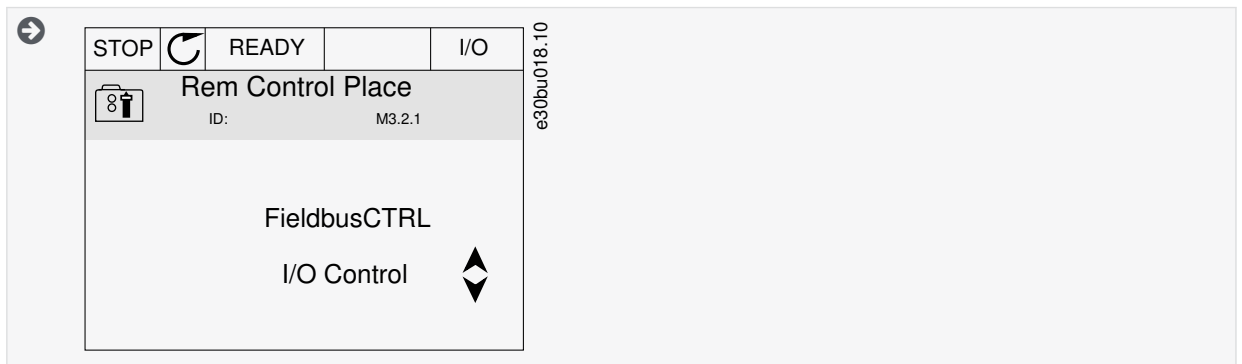 STOP READY I/O
Rem Control Place
ID: M3.2.1
FieldbusCTRL
I/O Control
e30bu018.10